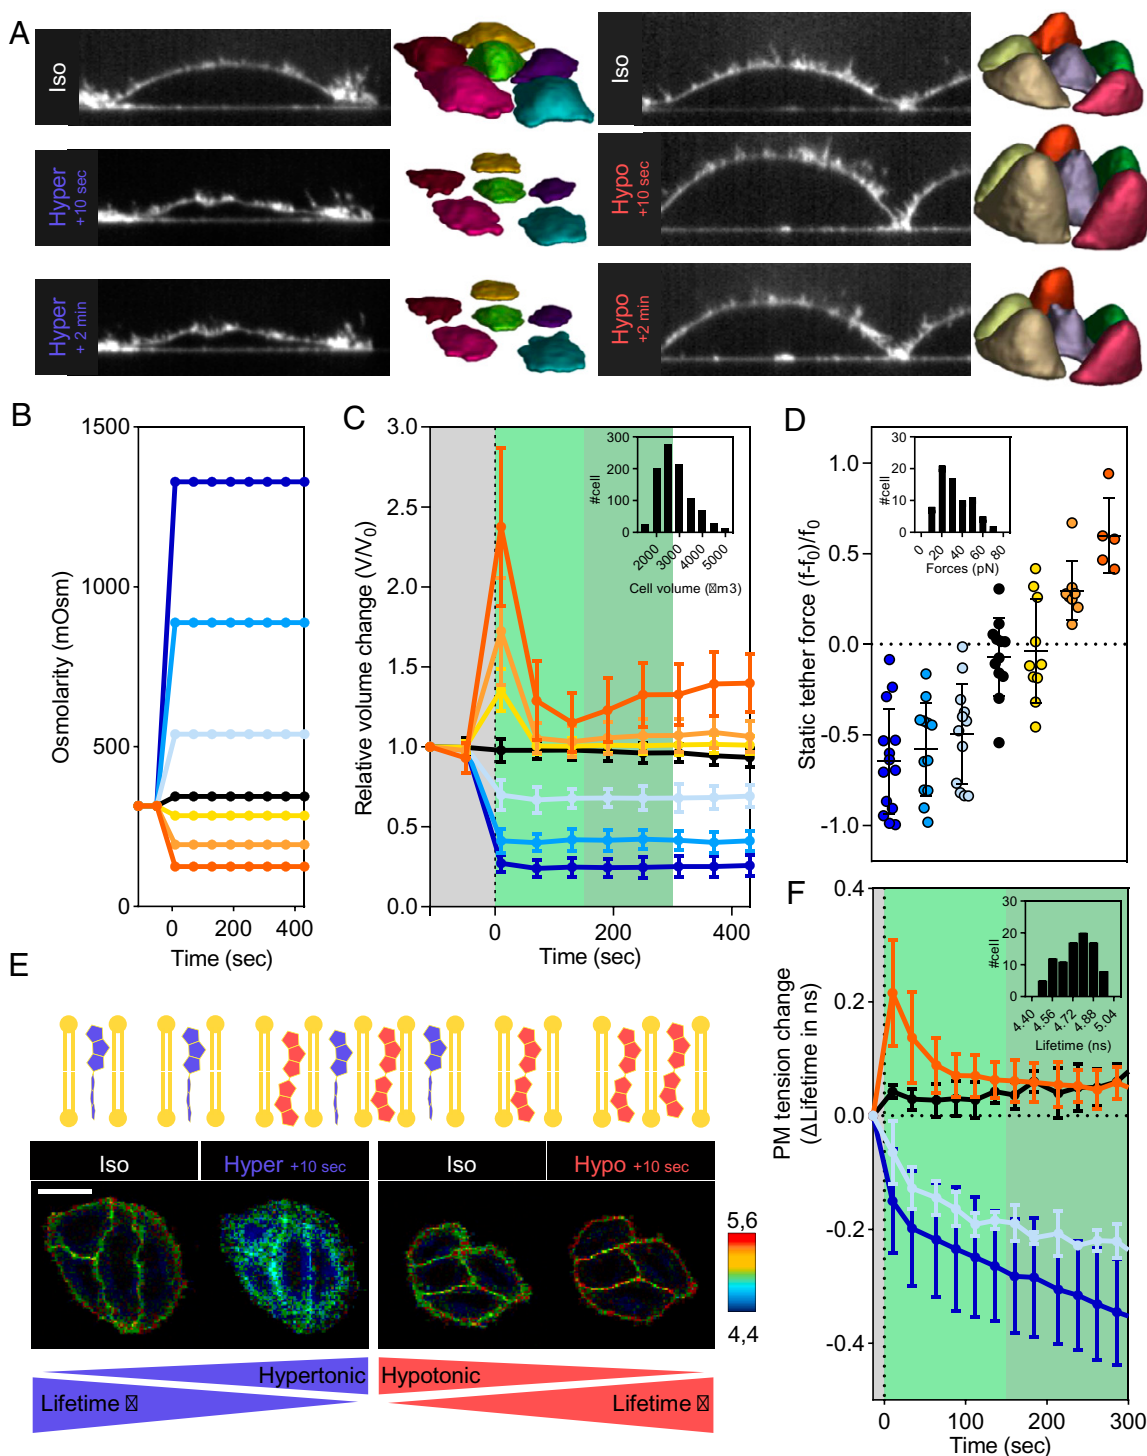 A
Iso
Iso
Hyper
+10 sec
Hypo
+10 sec
Hyper
+ 2 min
Hypo
+2 min
B
1500
1000
500
0
Osmolarity (mOsm)
0
200
400
Time (sec)
C
3.0
2.5
2.0
1.5
1.0
0.5
0.0
Relative volume change (V/V0)
0
200
400
Time (sec)
300
200
100
0
#cell
2000
3000
4000
5000
Cell volume (▯m3)
D
1.0
0.5
0.0
-0.5
-1.0
Static tether force (f-f0)/f0
30
20
10
0
#cell
0
20
40
60
80
Forces (pN)
E
Iso
Hyper +10 sec
Iso
Hypo +10 sec
5,6
4,4
Hypertonic
Hypotonic
Lifetime ▯
Lifetime ▯
F
0.4
0.2
0.0
-0.2
-0.4
PM tension change
(ΔLifetime in ns)
0
100
200
300
Time (sec)
30
20
10
0
#cell
4.40
4.56
4.72
4.88
5.04
Lifetime (ns)